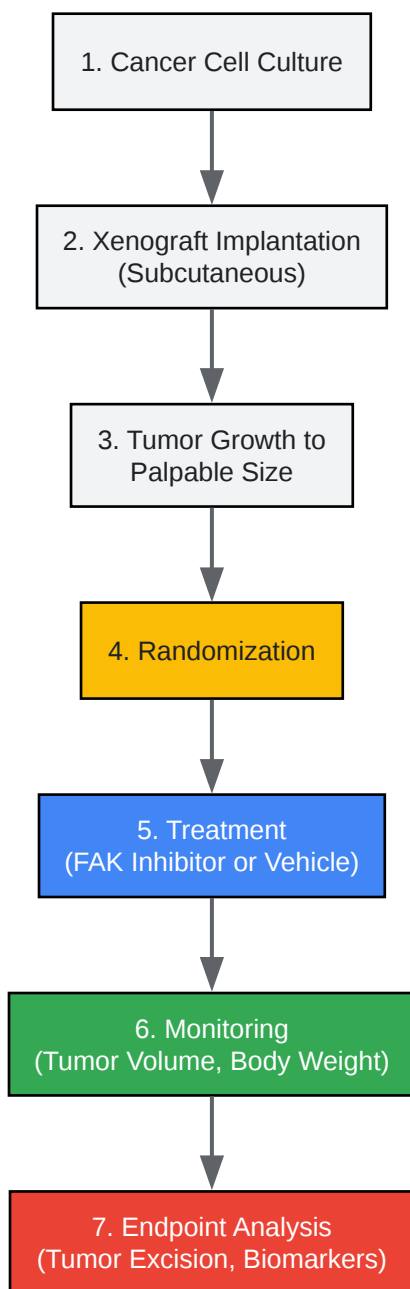 1. Cancer Cell Culture
2. Xenograft Implantation
(Subcutaneous)
3. Tumor Growth to
Palpable Size
4. Randomization
5. Treatment
(FAK Inhibitor or Vehicle)
6. Monitoring
(Tumor Volume, Body Weight)
7. Endpoint Analysis
(Tumor Excision, Biomarkers)